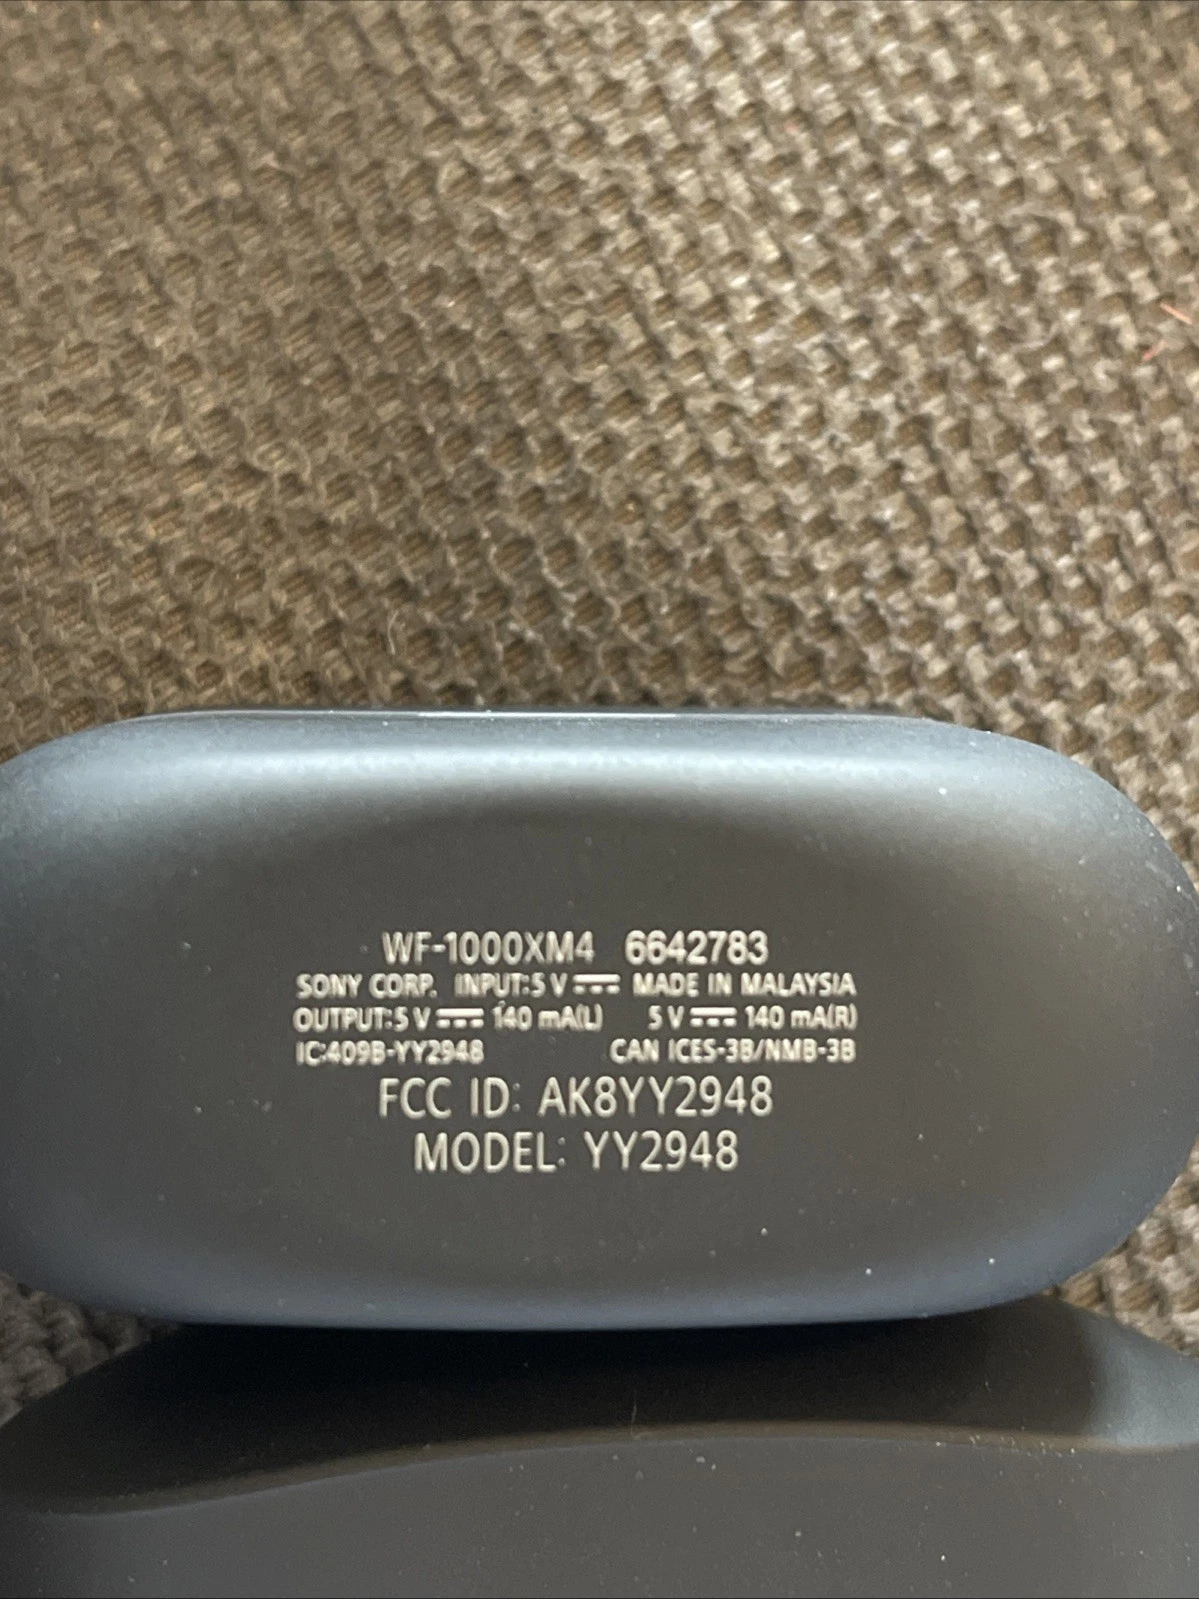 WF-1000XM4 6642783
SONY CORP. INPUT:5 V ⎓ MADE IN MALAYSIA
OUTPUT:5 V ⎓ 140 mA(L) 5 V ⎓ 140 mA(R)
IC:409B-YY2948 CAN ICES-3B/NMB-3B
FCC ID: AK8YY2948
MODEL: YY2948